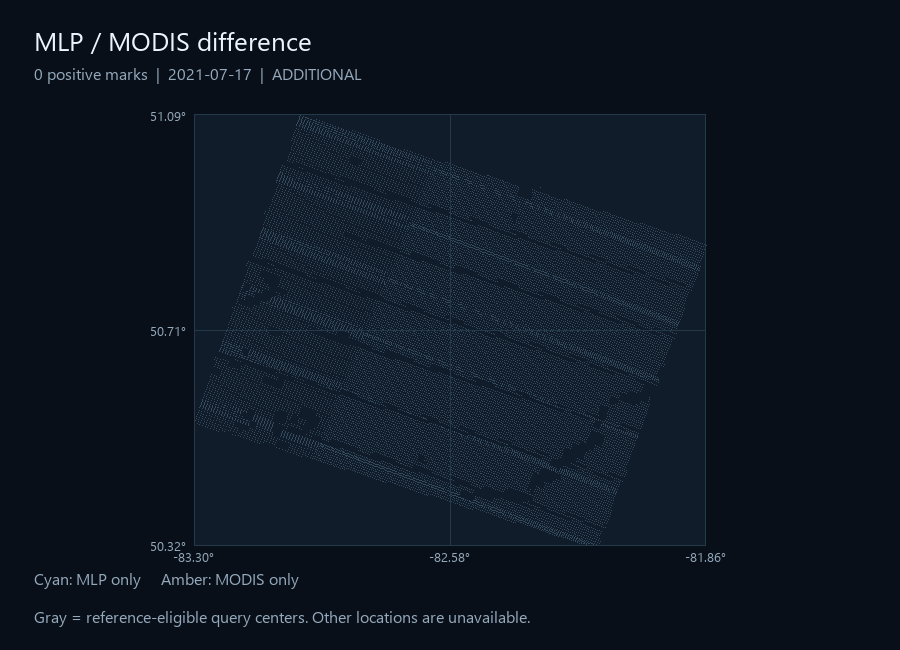 MLP / MODIS difference
0 positive marks | 2021-07-17 | ADDITIONAL
51.09°
50.71°
50.32°
-83.30° -82.58° -81.86°
Cyan: MLP only Amber: MODIS only
Gray = reference-eligible query centers. Other locations are unavailable.